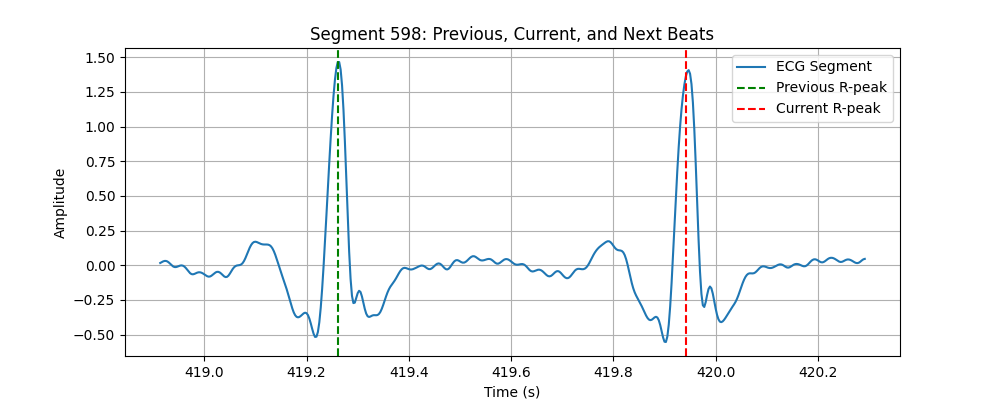 Segment 598: Previous, Current, and Next Beats
1.50
1.25
1.00
0.75
0.50
0.25
0.00
−0.25
−0.50
Amplitude
ECG Segment
Previous R-peak
Current R-peak
419.0 419.2 419.4 419.6 419.8 420.0 420.2
Time (s)